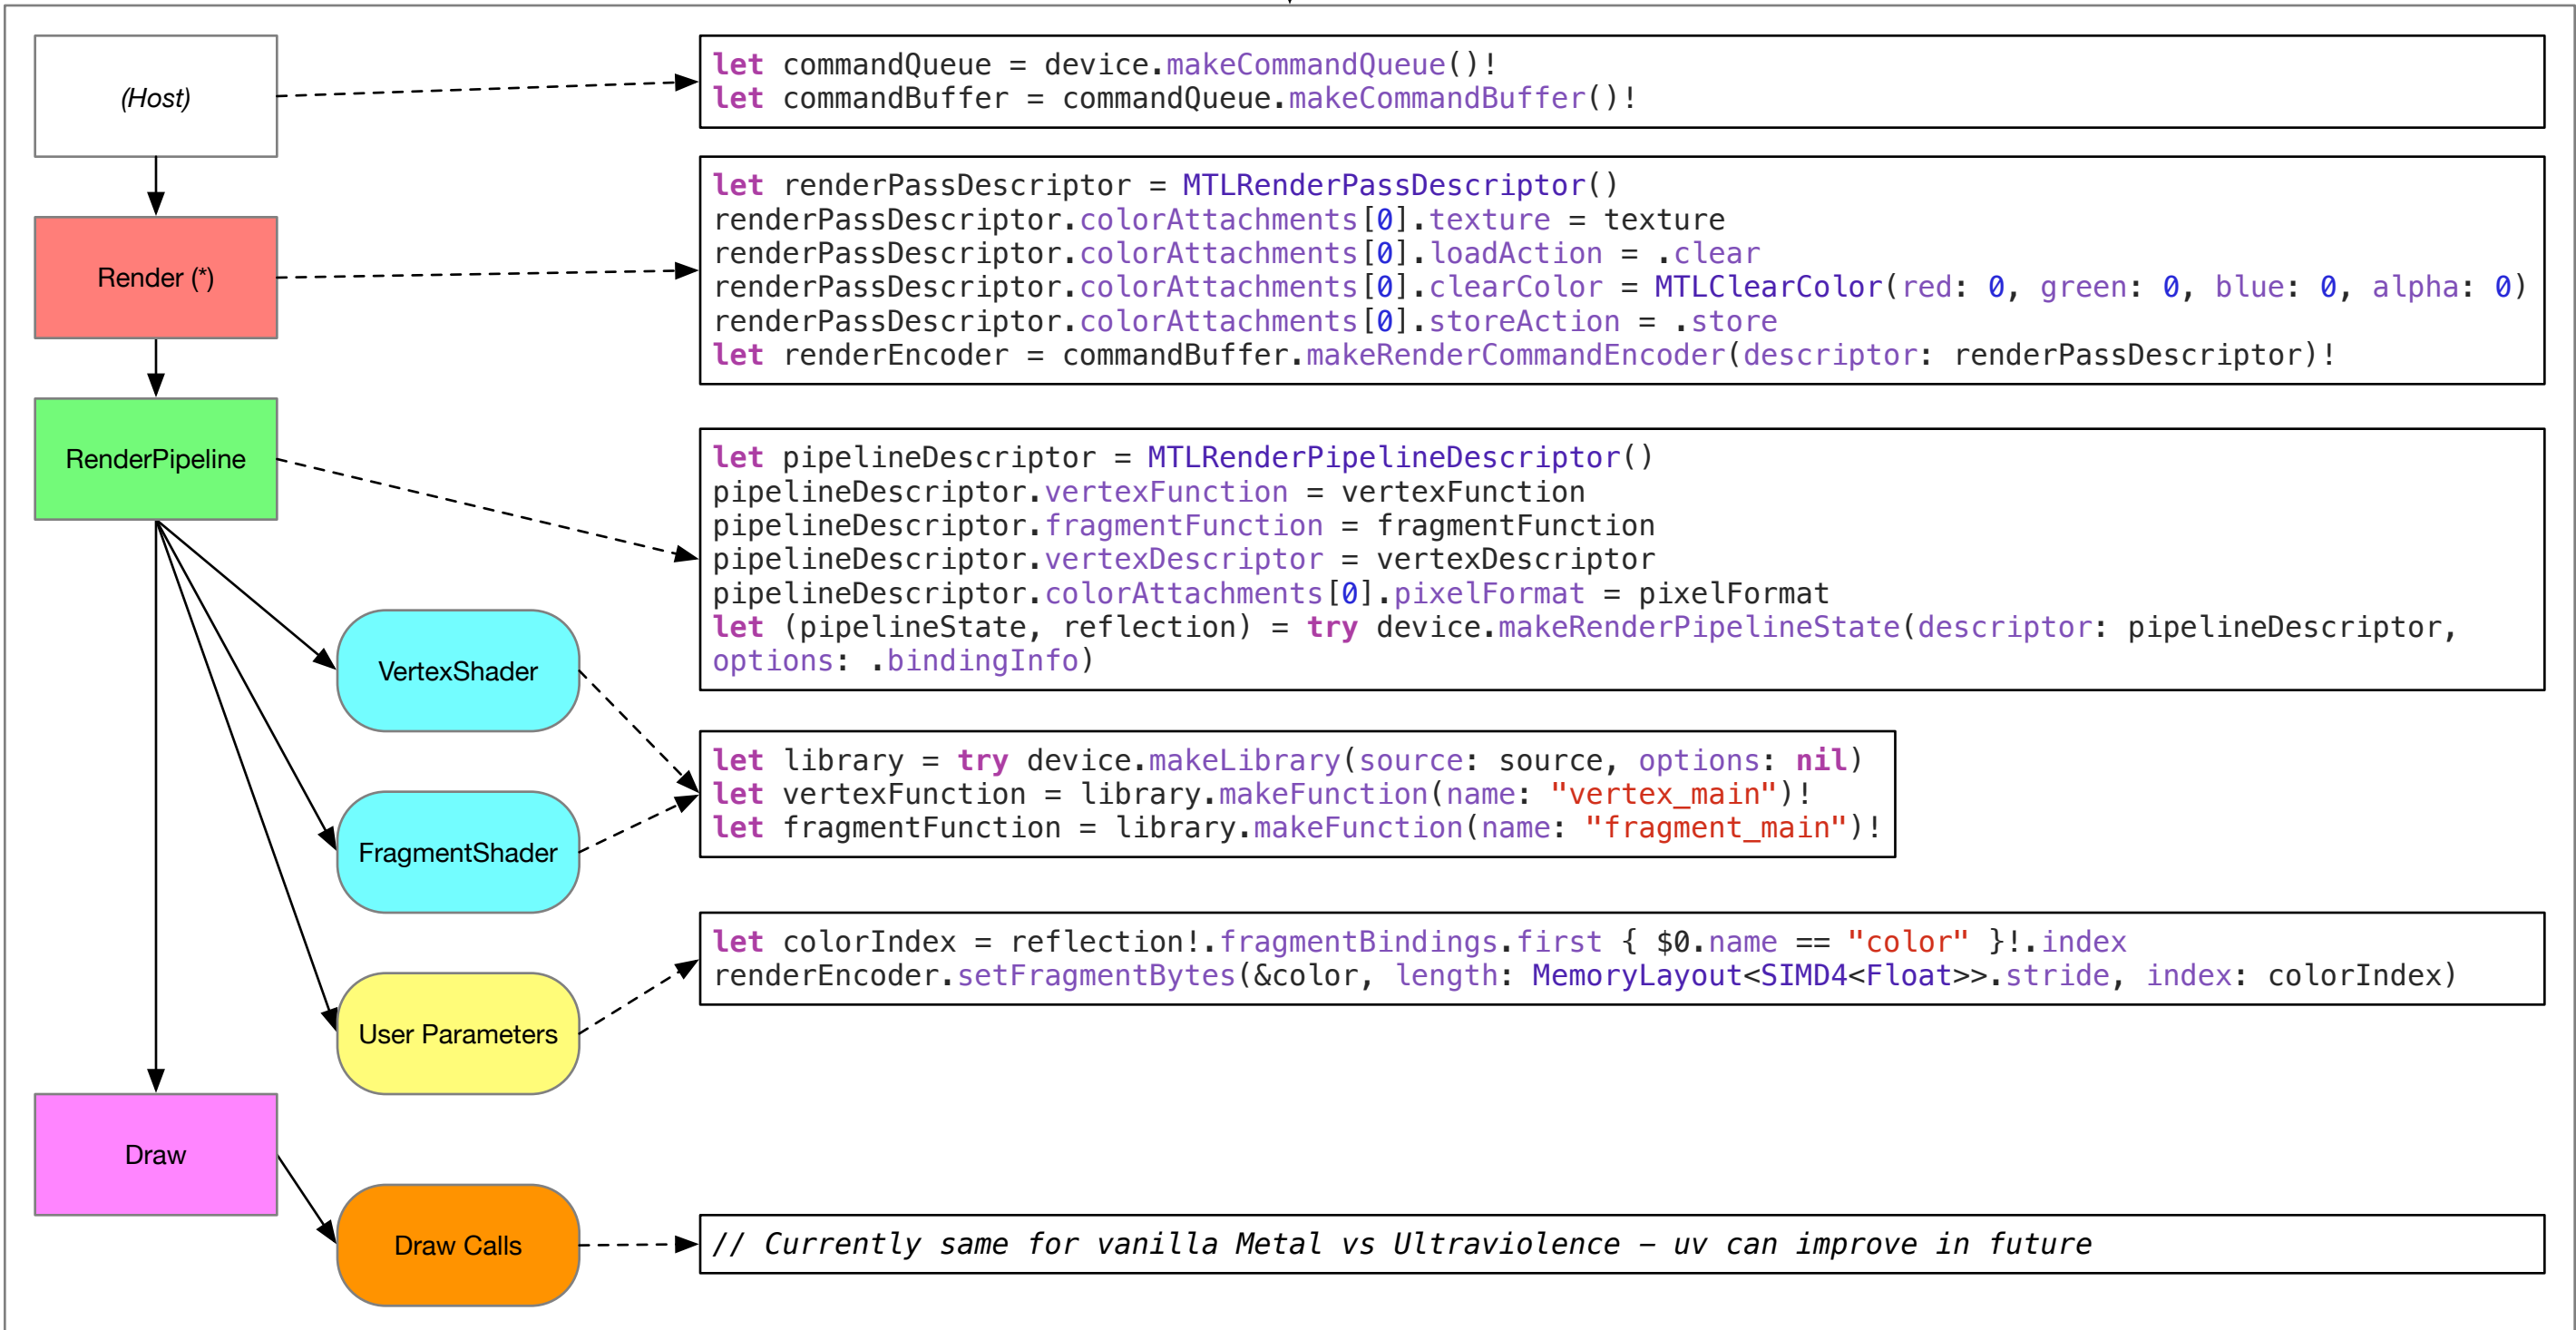 (Host)
let commandQueue = device.makeCommandQueue()!
let commandBuffer = commandQueue.makeCommandBuffer()!
Render (*)
let renderPassDescriptor = MTLRenderPassDescriptor()
renderPassDescriptor.colorAttachments[0].texture = texture
renderPassDescriptor.colorAttachments[0].loadAction = .clear
renderPassDescriptor.colorAttachments[0].clearColor = MTLClearColor(red: 0, green: 0, blue: 0, alpha: 0)
renderPassDescriptor.colorAttachments[0].storeAction = .store
let renderEncoder = commandBuffer.makeRenderCommandEncoder(descriptor: renderPassDescriptor)!
RenderPipeline
let pipelineDescriptor = MTLRenderPipelineDescriptor()
pipelineDescriptor.vertexFunction = vertexFunction
pipelineDescriptor.fragmentFunction = fragmentFunction
pipelineDescriptor.vertexDescriptor = vertexDescriptor
pipelineDescriptor.colorAttachments[0].pixelFormat = pixelFormat
let (pipelineState, reflection) = try device.makeRenderPipelineState(descriptor: pipelineDescriptor,
options: .bindingInfo)
VertexShader
FragmentShader
let library = try device.makeLibrary(source: source, options: nil)
let vertexFunction = library.makeFunction(name: "vertex_main")!
let fragmentFunction = library.makeFunction(name: "fragment_main")!
User Parameters
let colorIndex = reflection!.fragmentBindings.first { $0.name == "color" }!.index
renderEncoder.setFragmentBytes(&color, length: MemoryLayout<SIMD4<Float>>.stride, index: colorIndex)
Draw
Draw Calls
// Currently same for vanilla Metal vs Ultraviolence – uv can improve in future